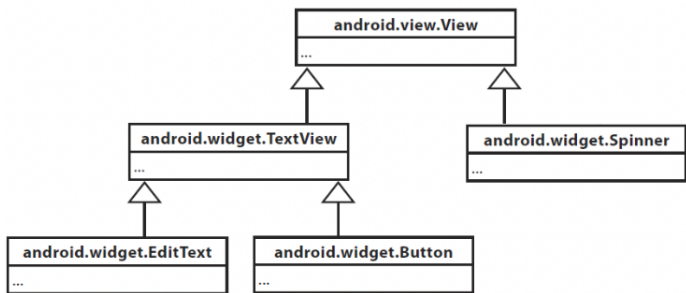 android.view.View
...
android.widget.TextView
...
android.widget.Spinner
...
android.widget.EditText
...
android.widget.Button
...